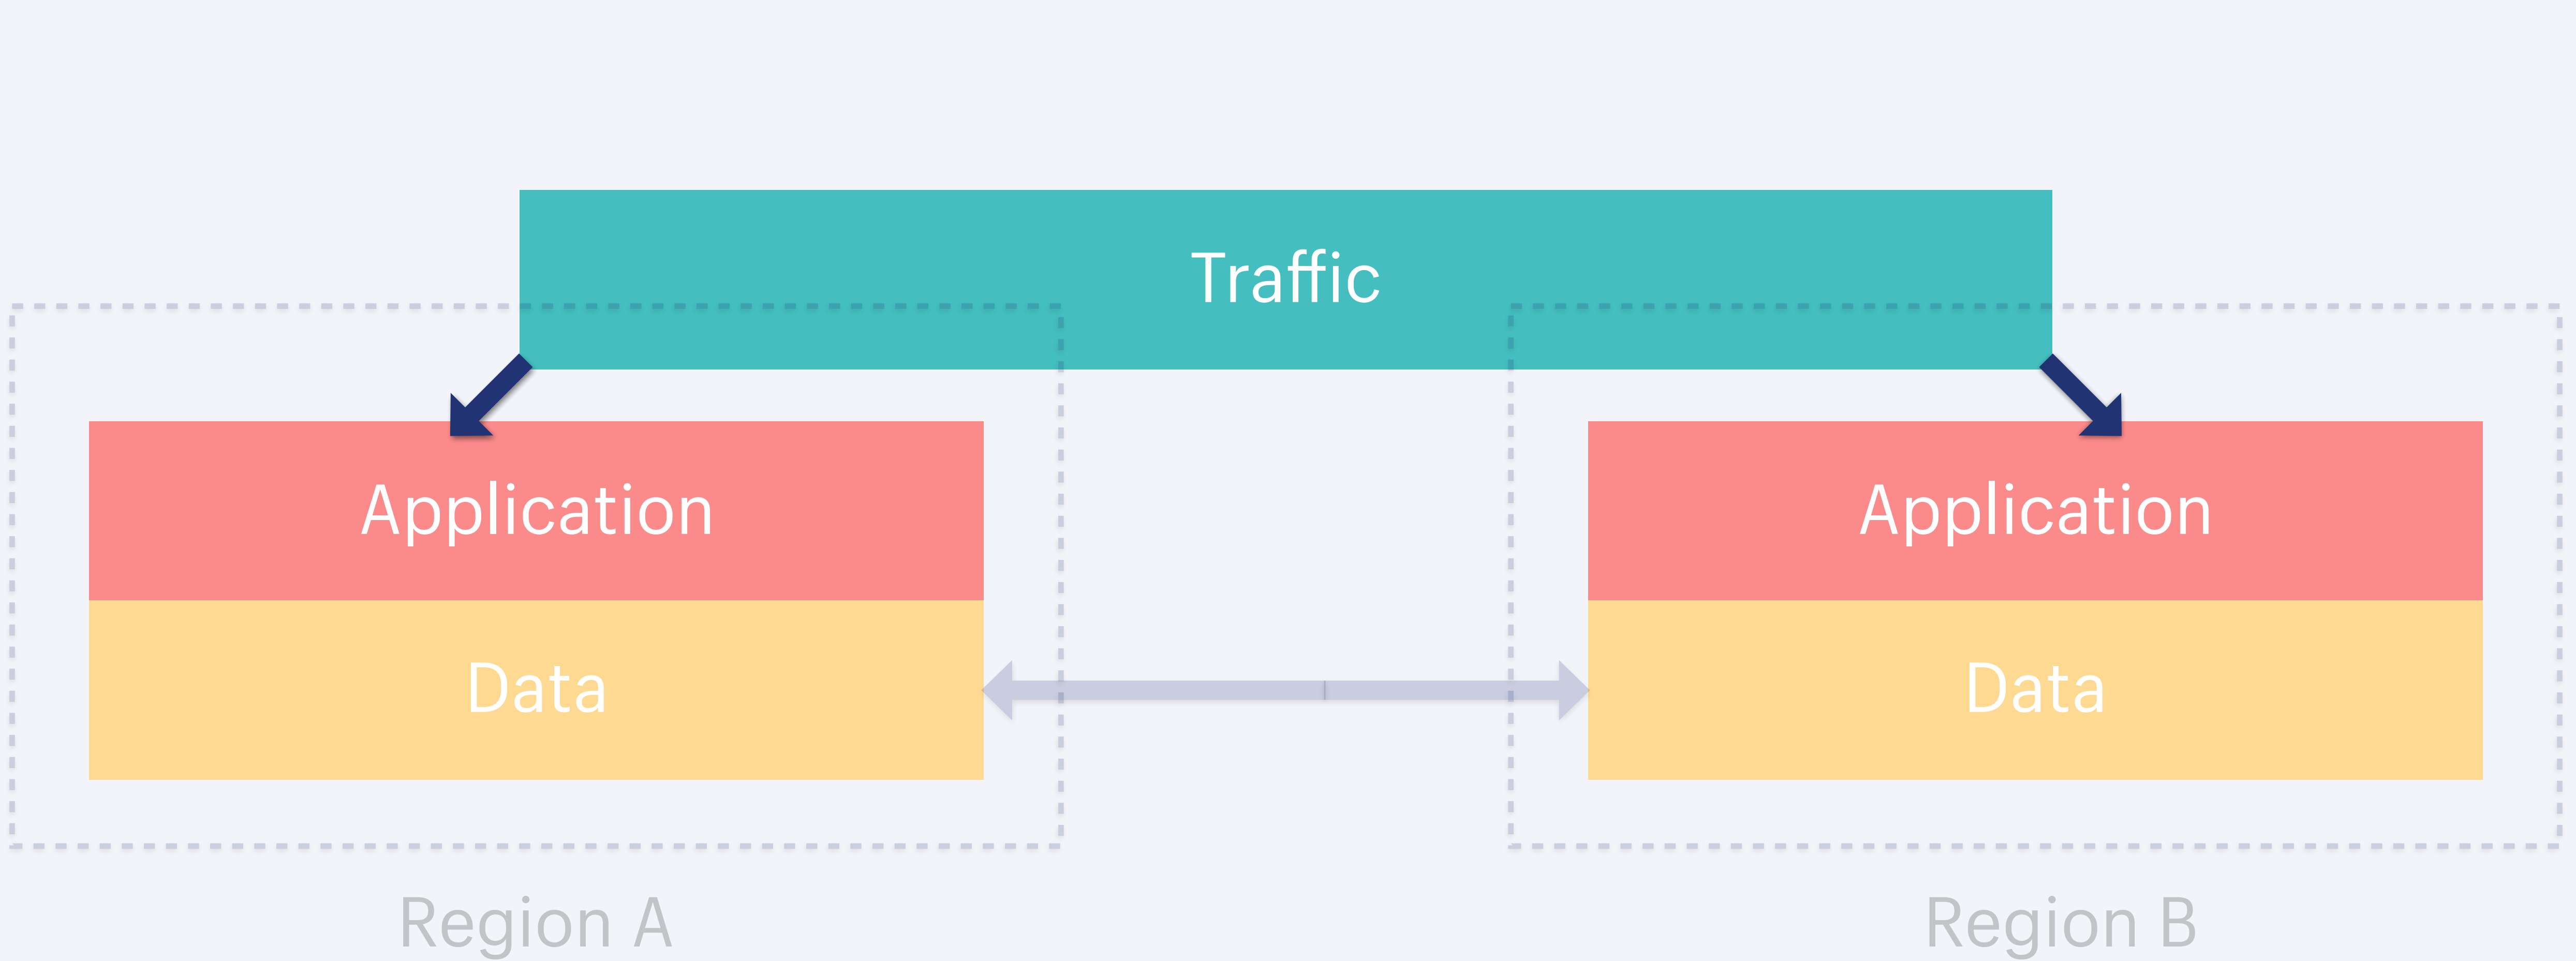 Traffic
Application
Application
Data
Data
Region A
Region B